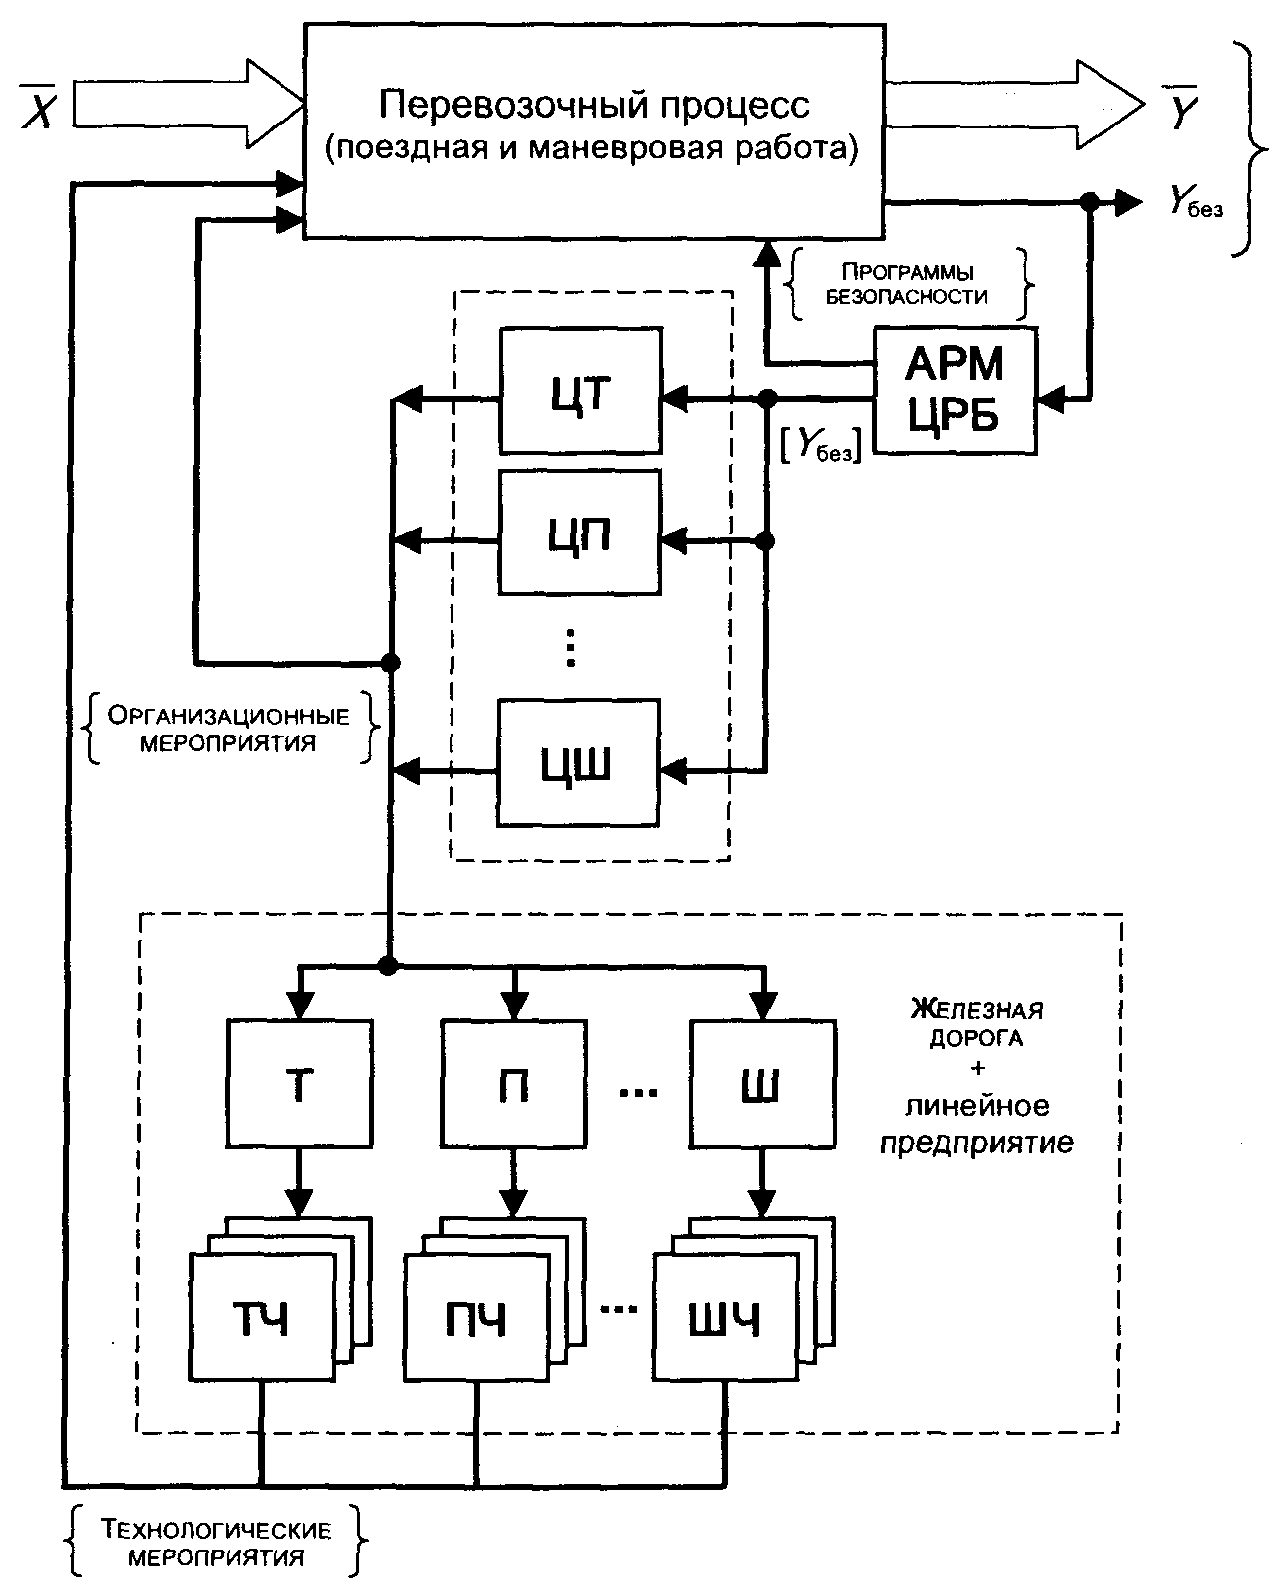 Перевозочный процесс
(поездная и маневровая работа)
X̅
Y̅
Yбез
{ Программы
безопасности }
АРМ
ЦРБ
[Yбез]
ЦТ
ЦП
⋮
ЦШ
{ Организационные
мероприятия }
Железная
дорога
+
линейное
предприятие
Т
П
...
Ш
ТЧ
ПЧ
...
ШЧ
{ Технологические
мероприятия }